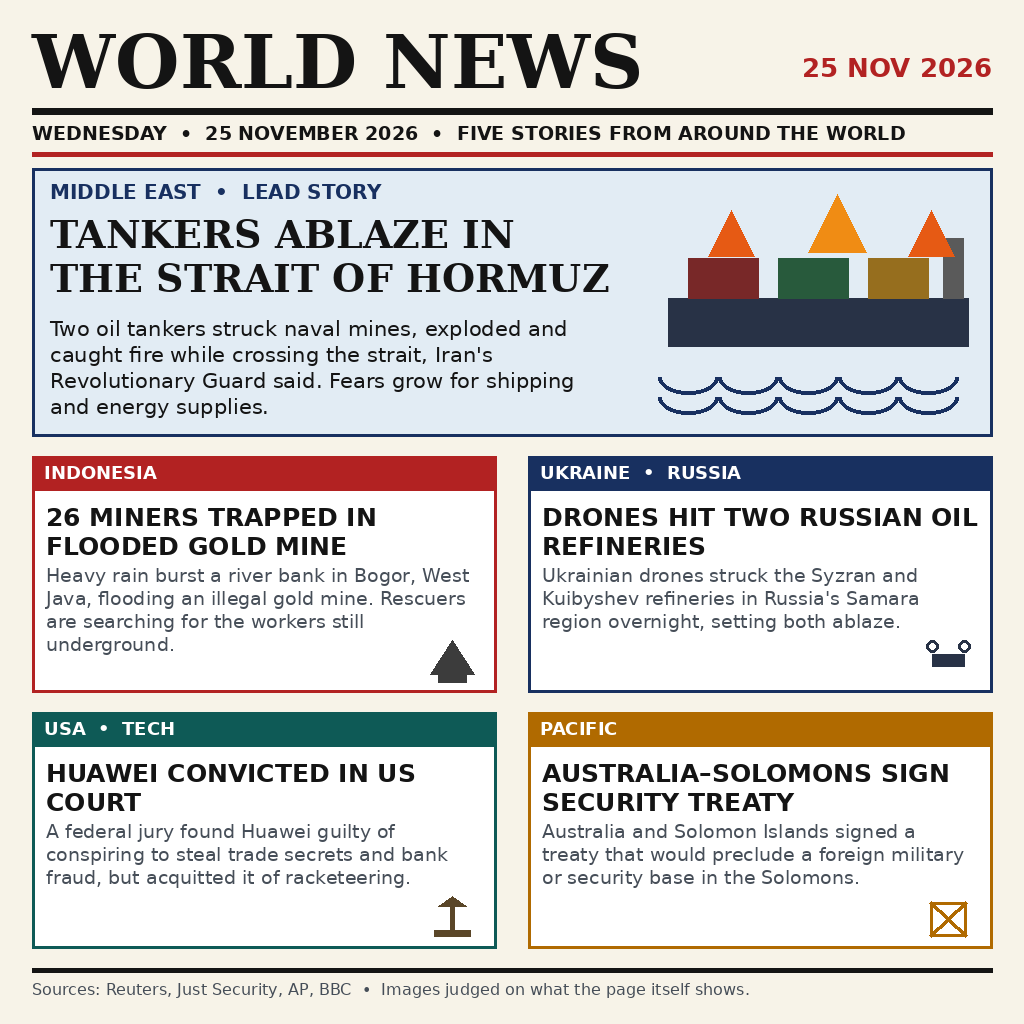 WORLD NEWS
25 NOV 2026
WEDNESDAY • 25 NOVEMBER 2026 • FIVE STORIES FROM AROUND THE WORLD
MIDDLE EAST • LEAD STORY
TANKERS ABLAZE IN
THE STRAIT OF HORMUZ
Two oil tankers struck naval mines, exploded and
caught fire while crossing the strait, Iran's
Revolutionary Guard said. Fears grow for shipping
and energy supplies.
INDONESIA
26 MINERS TRAPPED IN
FLOODED GOLD MINE
Heavy rain burst a river bank in Bogor, West
Java, flooding an illegal gold mine. Rescuers
are searching for the workers still
underground.
UKRAINE • RUSSIA
DRONES HIT TWO RUSSIAN OIL
REFINERIES
Ukrainian drones struck the Syzran and
Kuibyshev refineries in Russia's Samara
region overnight, setting both ablaze.
USA • TECH
HUAWEI CONVICTED IN US
COURT
A federal jury found Huawei guilty of
conspiring to steal trade secrets and bank
fraud, but acquitted it of racketeering.
PACIFIC
AUSTRALIA–SOLOMONS SIGN
SECURITY TREATY
Australia and Solomon Islands signed a
treaty that would preclude a foreign military
or security base in the Solomons.
Sources: Reuters, Just Security, AP, BBC • Images judged on what the page itself shows.